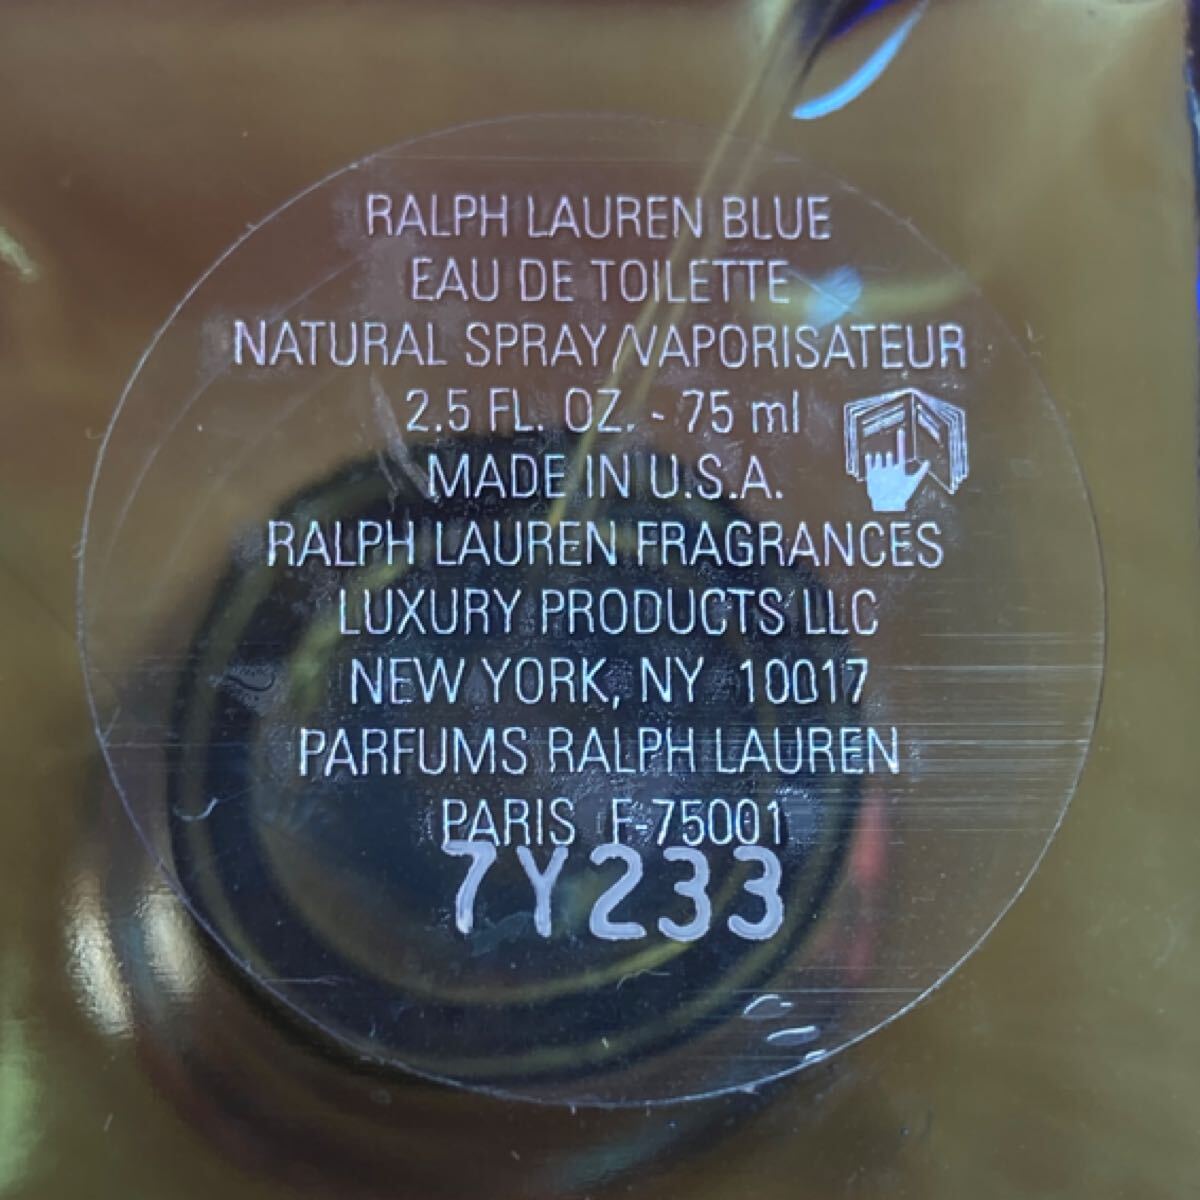 RALPH LAUREN BLUE
EAU DE TOILETTE
NATURAL SPRAY/VAPORISATEUR
2.5 FL. OZ. - 75 ml
MADE IN U.S.A.
RALPH LAUREN FRAGRANCES
LUXURY PRODUCTS LLC
NEW YORK, NY 10017
PARFUMS RALPH LAUREN
PARIS F-75001
7Y233